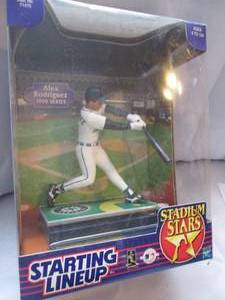 Alex
Rodriguez
1999 SERIES
STADIUM
STARS
STARTING
LINEUP